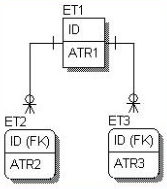 ET1
ID
ATR1
ET2
ID (FK)
ATR2
ET3
ID (FK)
ATR3